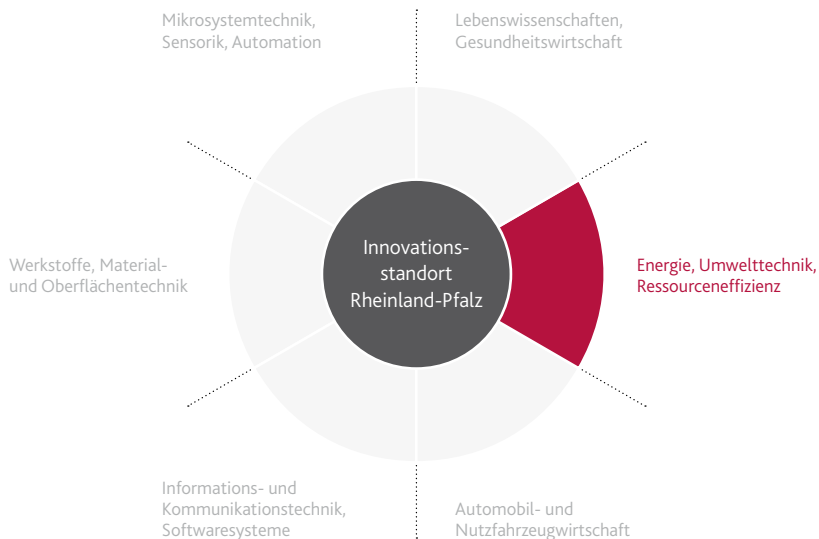 Mikrosystemtechnik,
Sensorik, Automation
Lebenswissenschaften,
Gesundheitswirtschaft
Werkstoffe, Material-
und Oberflächentechnik
Innovations-
standort
Rheinland-Pfalz
Energie, Umwelttechnik,
Ressourceneffizienz
Informations- und
Kommunikationstechnik,
Softwaresysteme
Automobil- und
Nutzfahrzeugwirtschaft